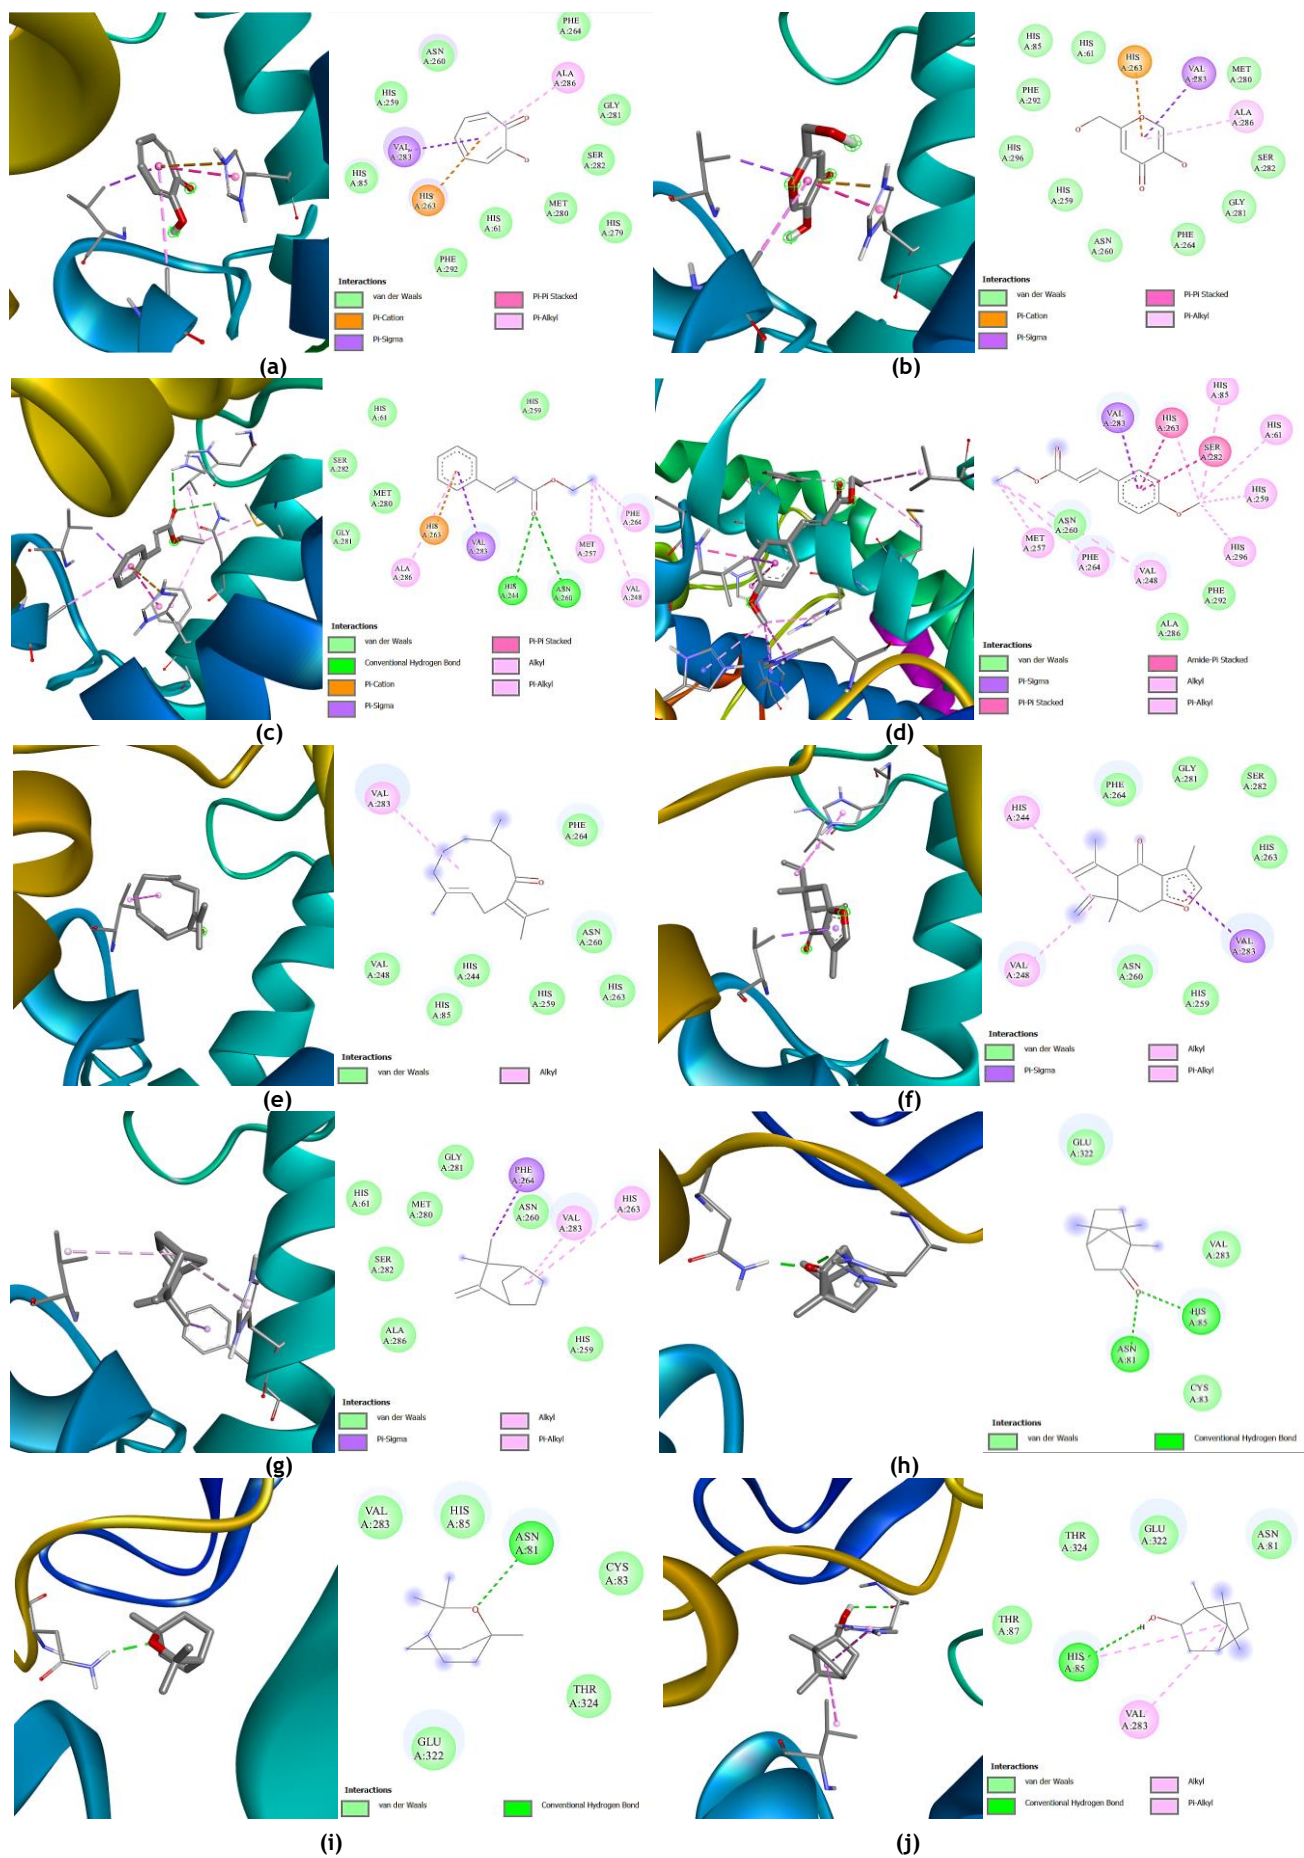 PHE
A:264
ASN
A:260
ALA
A:286
HIS
A:259
GLY
A:281
VAL
A:283
SER
A:282
HIS
A:85
HIS
A:263
MET
A:280
HIS
A:61
HIS
A:279
PHE
A:292
Interactions
van der Waals
Pi-Cation
Pi-Sigma
Pi-Pi Stacked
Pi-Alkyl
(a)
HIS
A:85
HIS
A:61
HIS
A:263
VAL
A:283
MET
A:280
PHE
A:292
ALA
A:286
HIS
A:296
SER
A:282
HIS
A:259
GLY
A:281
ASN
A:260
PHE
A:264
O
O
O
Interactions
van der Waals
Pi-Cation
Pi-Sigma
Pi-Pi Stacked
Pi-Alkyl
(b)
HIS
A:61
HIS
A:259
SER
A:282
MET
A:280
GLY
A:281
HIS
A:263
VAL
A:283
PHE
A:264
MET
A:257
ALA
A:286
HIS
A:244
ASN
A:260
VAL
A:248
O
O
Interactions
van der Waals
Conventional Hydrogen Bond
Pi-Cation
Pi-Sigma
Pi-Pi Stacked
Alkyl
Pi-Alkyl
(c)
HIS
A:85
VAL
A:283
HIS
A:263
HIS
A:61
SER
A:282
HIS
A:259
ASN
A:260
MET
A:257
PHE
A:264
VAL
A:248
HIS
A:296
PHE
A:292
ALA
A:286
O
O
O
Interactions
van der Waals
Pi-Sigma
Pi-Pi Stacked
Amide-Pi Stacked
Alkyl
Pi-Alkyl
(d)
VAL
A:283
PHE
A:264
ASN
A:260
VAL
A:248
HIS
A:244
HIS
A:85
HIS
A:259
HIS
A:263
O
Interactions
van der Waals
Alkyl
(e)
PHE
A:264
GLY
A:281
SER
A:282
HIS
A:244
HIS
A:263
VAL
A:283
VAL
A:248
ASN
A:260
HIS
A:259
O
O
Interactions
van der Waals
Pi-Sigma
Alkyl
Pi-Alkyl
(f)
GLY
A:281
PHE
A:264
HIS
A:61
MET
A:280
ASN
A:260
VAL
A:283
HIS
A:263
SER
A:282
ALA
A:286
HIS
A:259
Interactions
van der Waals
Pi-Sigma
Alkyl
Pi-Alkyl
(g)
GLU
A:322
VAL
A:283
HIS
A:85
ASN
A:81
CYS
A:83
O
Interactions
van der Waals
Conventional Hydrogen Bond
(h)
VAL
A:283
HIS
A:85
ASN
A:81
CYS
A:83
THR
A:324
GLU
A:322
O
Interactions
van der Waals
Conventional Hydrogen Bond
(i)
THR
A:324
GLU
A:322
ASN
A:81
THR
A:87
HIS
A:85
VAL
A:283
O
H
Interactions
van der Waals
Conventional Hydrogen Bond
Alkyl
Pi-Alkyl
(j)